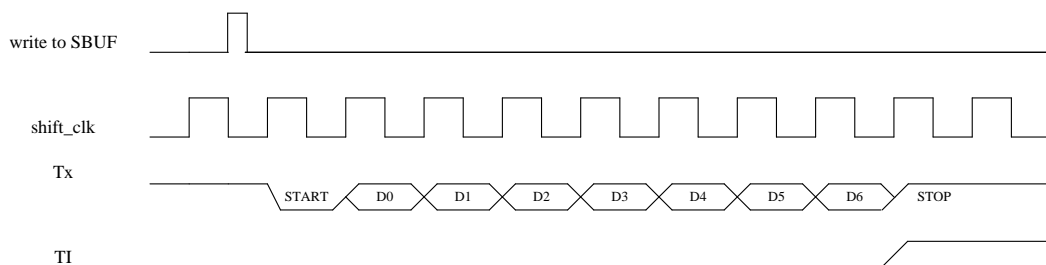 write to SBUF
shift_clk
Tx
START D0 D1 D2 D3 D4 D5 D6 STOP
TI